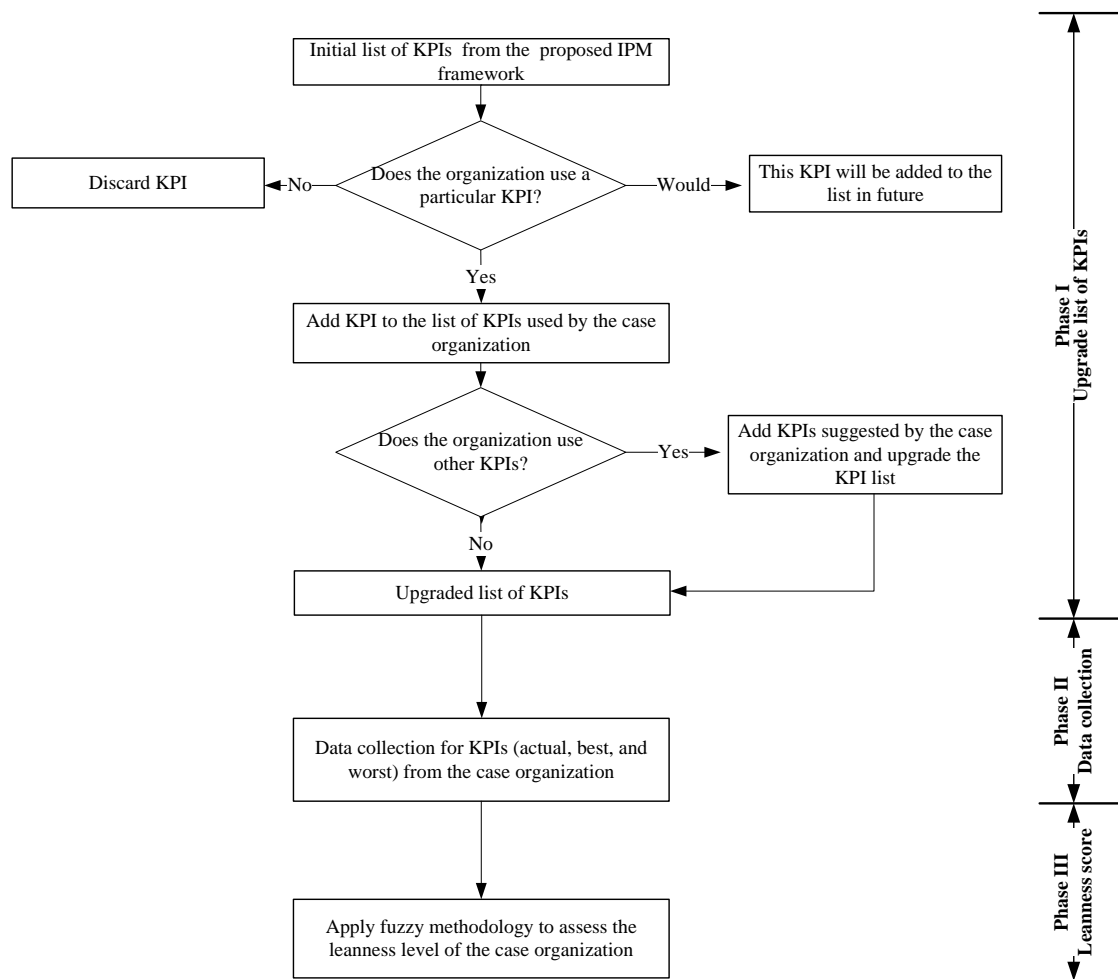 Initial list of KPIs from the proposed IPM
framework
Does the organization use a
particular KPI?
No
Discard KPI
Would
This KPI will be added to the
list in future
Yes
Add KPI to the list of KPIs used by the case
organization
Does the organization use
other KPIs?
Yes
Add KPIs suggested by the case
organization and upgrade the
KPI list
No
Upgraded list of KPIs
Data collection for KPIs (actual, best, and
worst) from the case organization
Apply fuzzy methodology to assess the
leanness level of the case organization
Phase I
Upgrade list of KPIs
Phase II
Data collection
Phase III
Leanness score